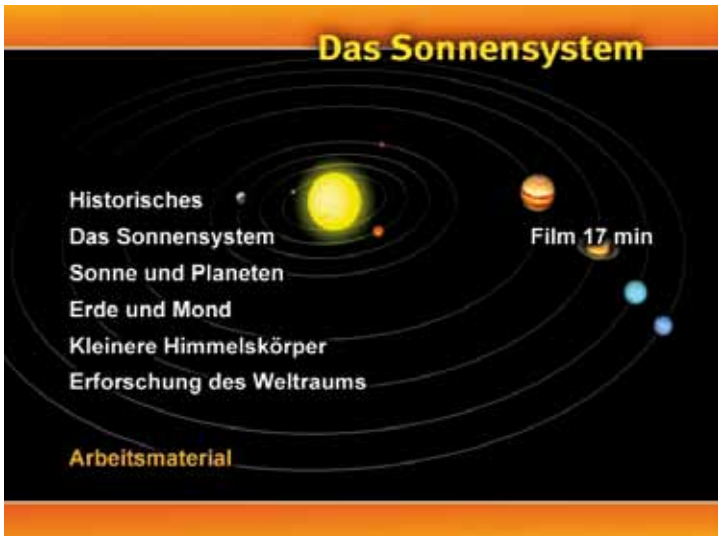 Das Sonnensystem
Historisches
Das Sonnensystem
Film 17 min
Sonne und Planeten
Erde und Mond
Kleinere Himmelskörper
Erforschung des Weltraums
Arbeitsmaterial